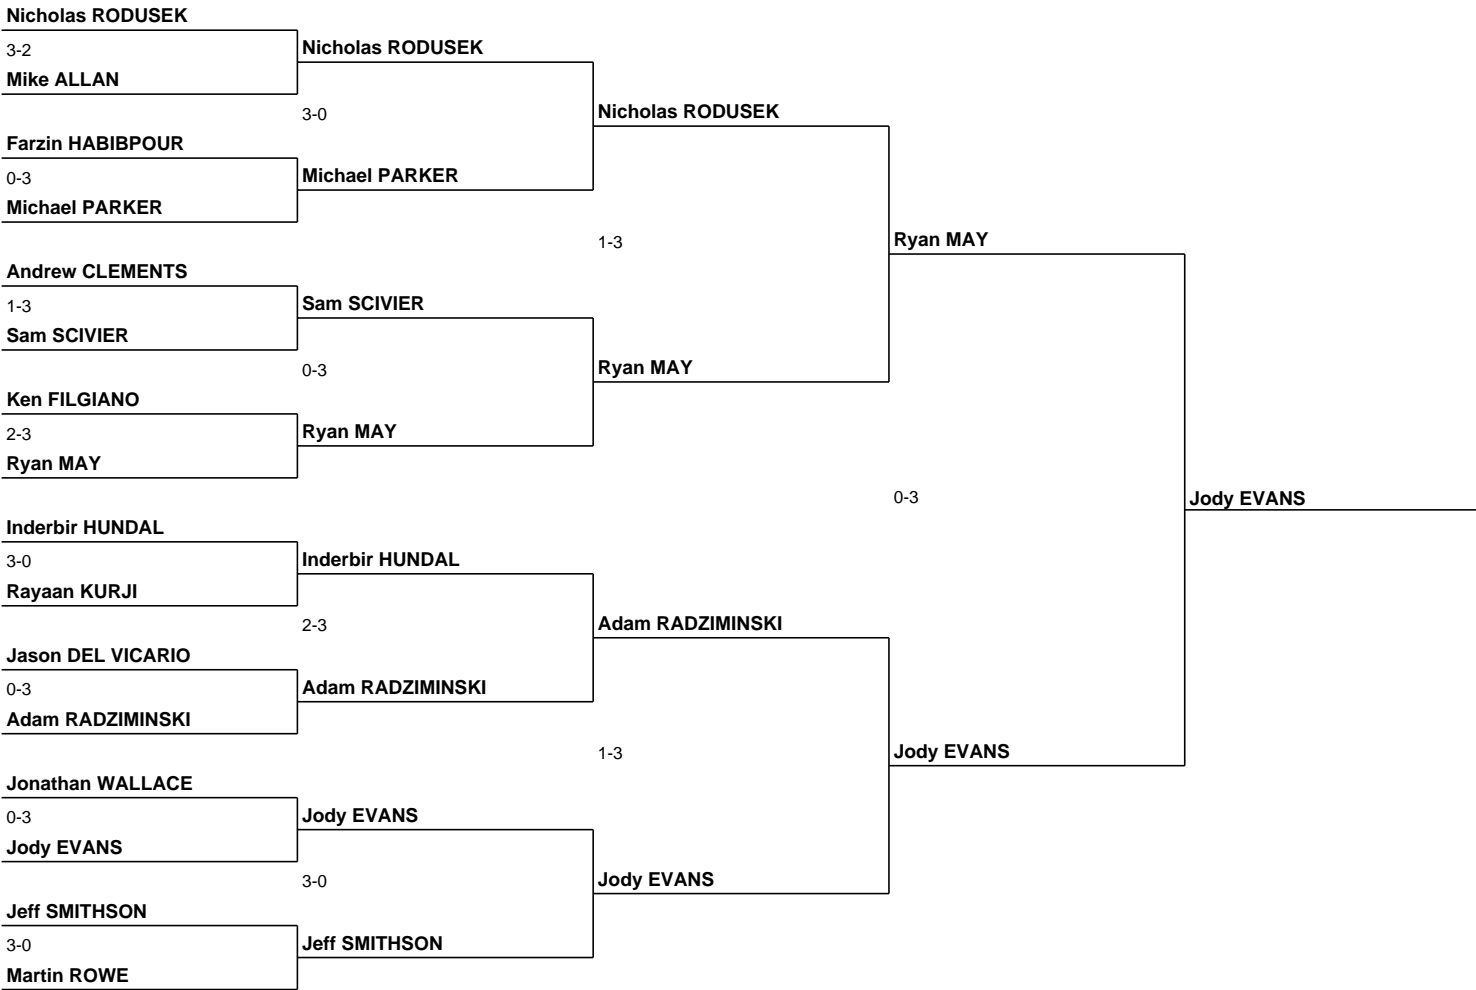 Nicholas RODUSEK
3-2
Mike ALLAN
Farzin HABIBPOUR
0-3
Michael PARKER
Andrew CLEMENTS
1-3
Sam SCIVIER
Ken FILGIANO
2-3
Ryan MAY
Inderbir HUNDAL
3-0
Rayaan KURJI
Jason DEL VICARIO
0-3
Adam RADZIMINSKI
Jonathan WALLACE
0-3
Jody EVANS
Jeff SMITHSON
3-0
Martin ROWE
Nicholas RODUSEK
3-0
Michael PARKER
Sam SCIVIER
0-3
Ryan MAY
Inderbir HUNDAL
2-3
Adam RADZIMINSKI
Jody EVANS
3-0
Jeff SMITHSON
Nicholas RODUSEK
1-3
Ryan MAY
Adam RADZIMINSKI
1-3
Jody EVANS
Ryan MAY
0-3
Jody EVANS
Jody EVANS